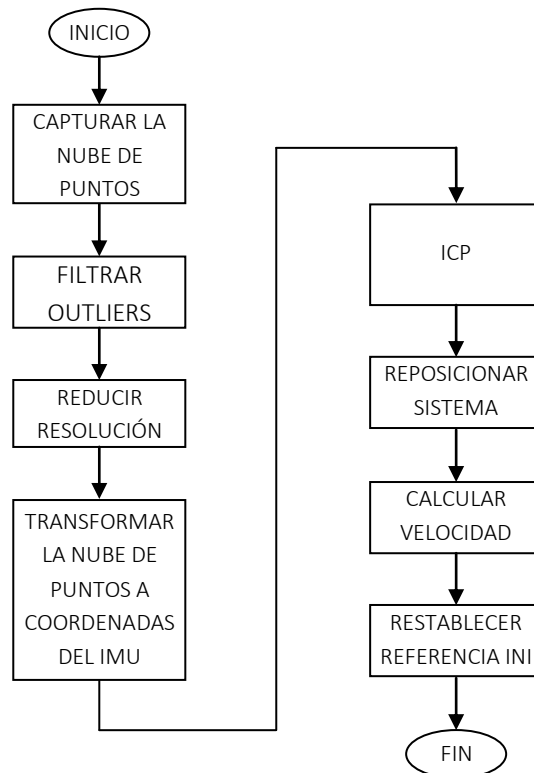 INICIO
CAPTURAR LA
NUBE DE
PUNTOS
FILTRAR
OUTLIERS
REDUCIR
RESOLUCIÓN
TRANSFORMAR
LA NUBE DE
PUNTOS A
COORDENADAS
DEL IMU
ICP
REPOSICIONAR
SISTEMA
CALCULAR
VELOCIDAD
RESTABLECER
REFERENCIA INI
FIN